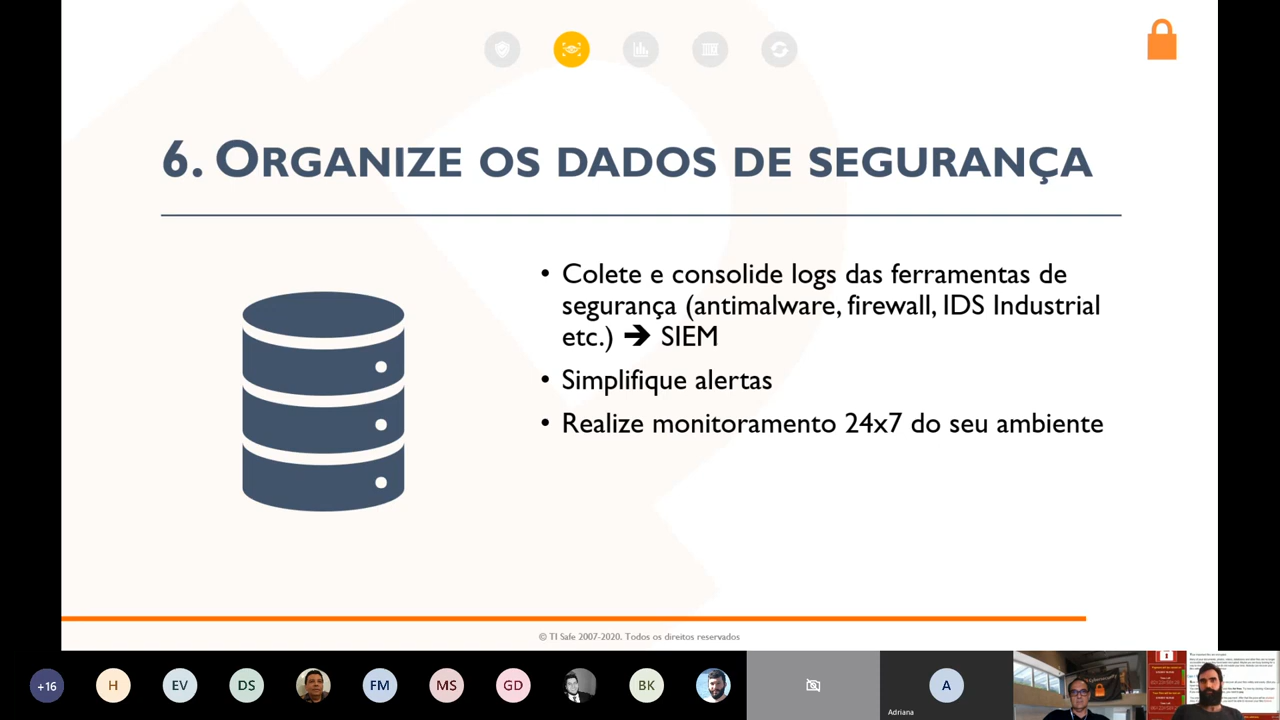 6. ORGANIZE OS DADOS DE SEGURANÇA
• Colete e consolide logs das ferramentas de
segurança (antimalware, firewall, IDS Industrial
etc.) ➔ SIEM
• Simplifique alertas
• Realize monitoramento 24x7 do seu ambiente
© TI Safe 2007-2020. Todos os direitos reservados
+16
H
EV
DS
FM
GD
BK
A
Adriana